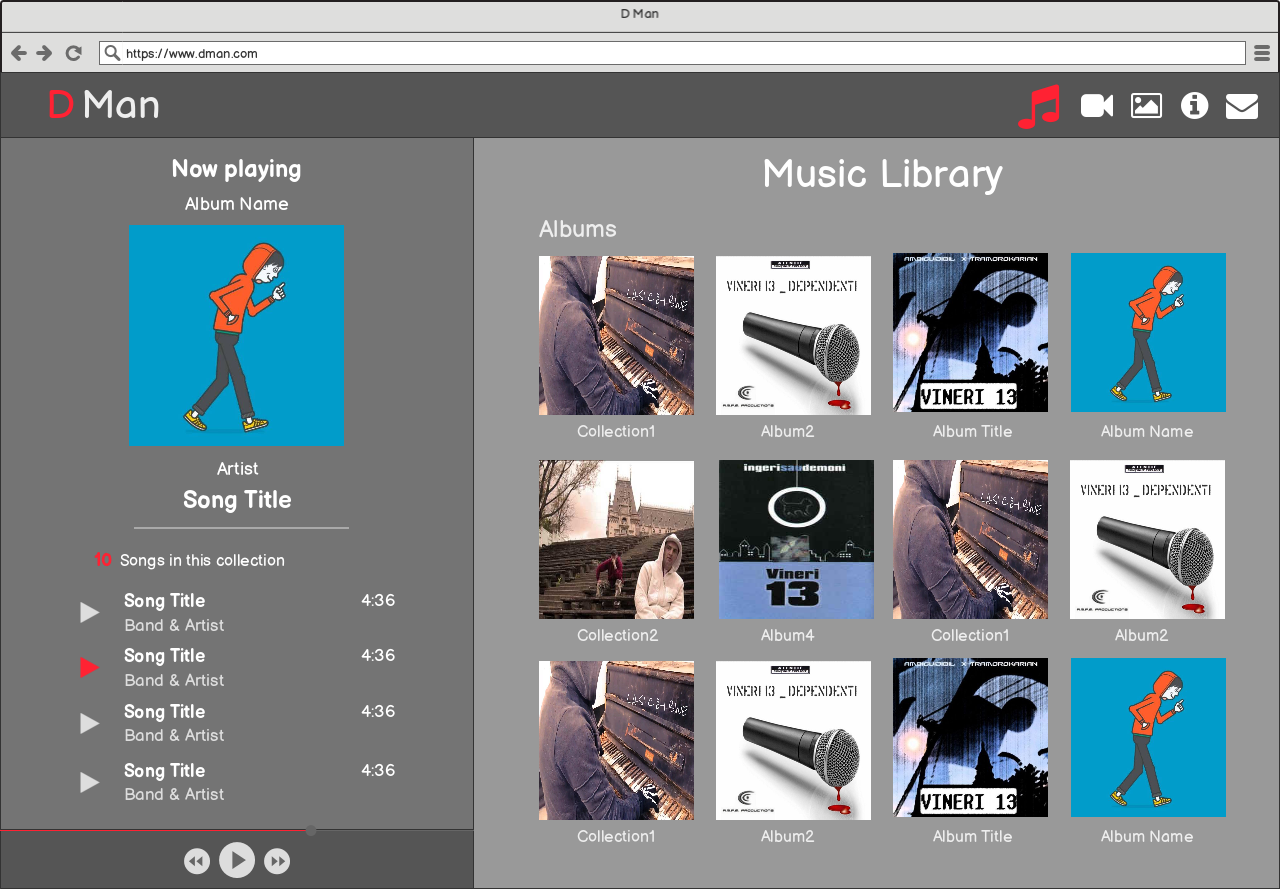 D Man
https://www.dman.com
D Man
Now playing
Album Name
Artist
Song Title
10 Songs in this collection
Song Title 4:36
Band & Artist
Song Title 4:36
Band & Artist
Song Title 4:36
Band & Artist
Song Title 4:36
Band & Artist
Music Library
Albums
VINERI 13 _ DEPENDENTI
A.R.P.M. PRODUCTIONS
VINERI 13
Collection1
Album2
Album Title
Album Name
ingerisaudemoni
Vineri
13
VINERI 13 _ DEPENDENTI
A.R.P.M. PRODUCTIONS
Collection2
Album4
Collection1
Album2
VINERI 13 _ DEPENDENTI
A.R.P.M. PRODUCTIONS
VINERI 13
Collection1
Album2
Album Title
Album Name